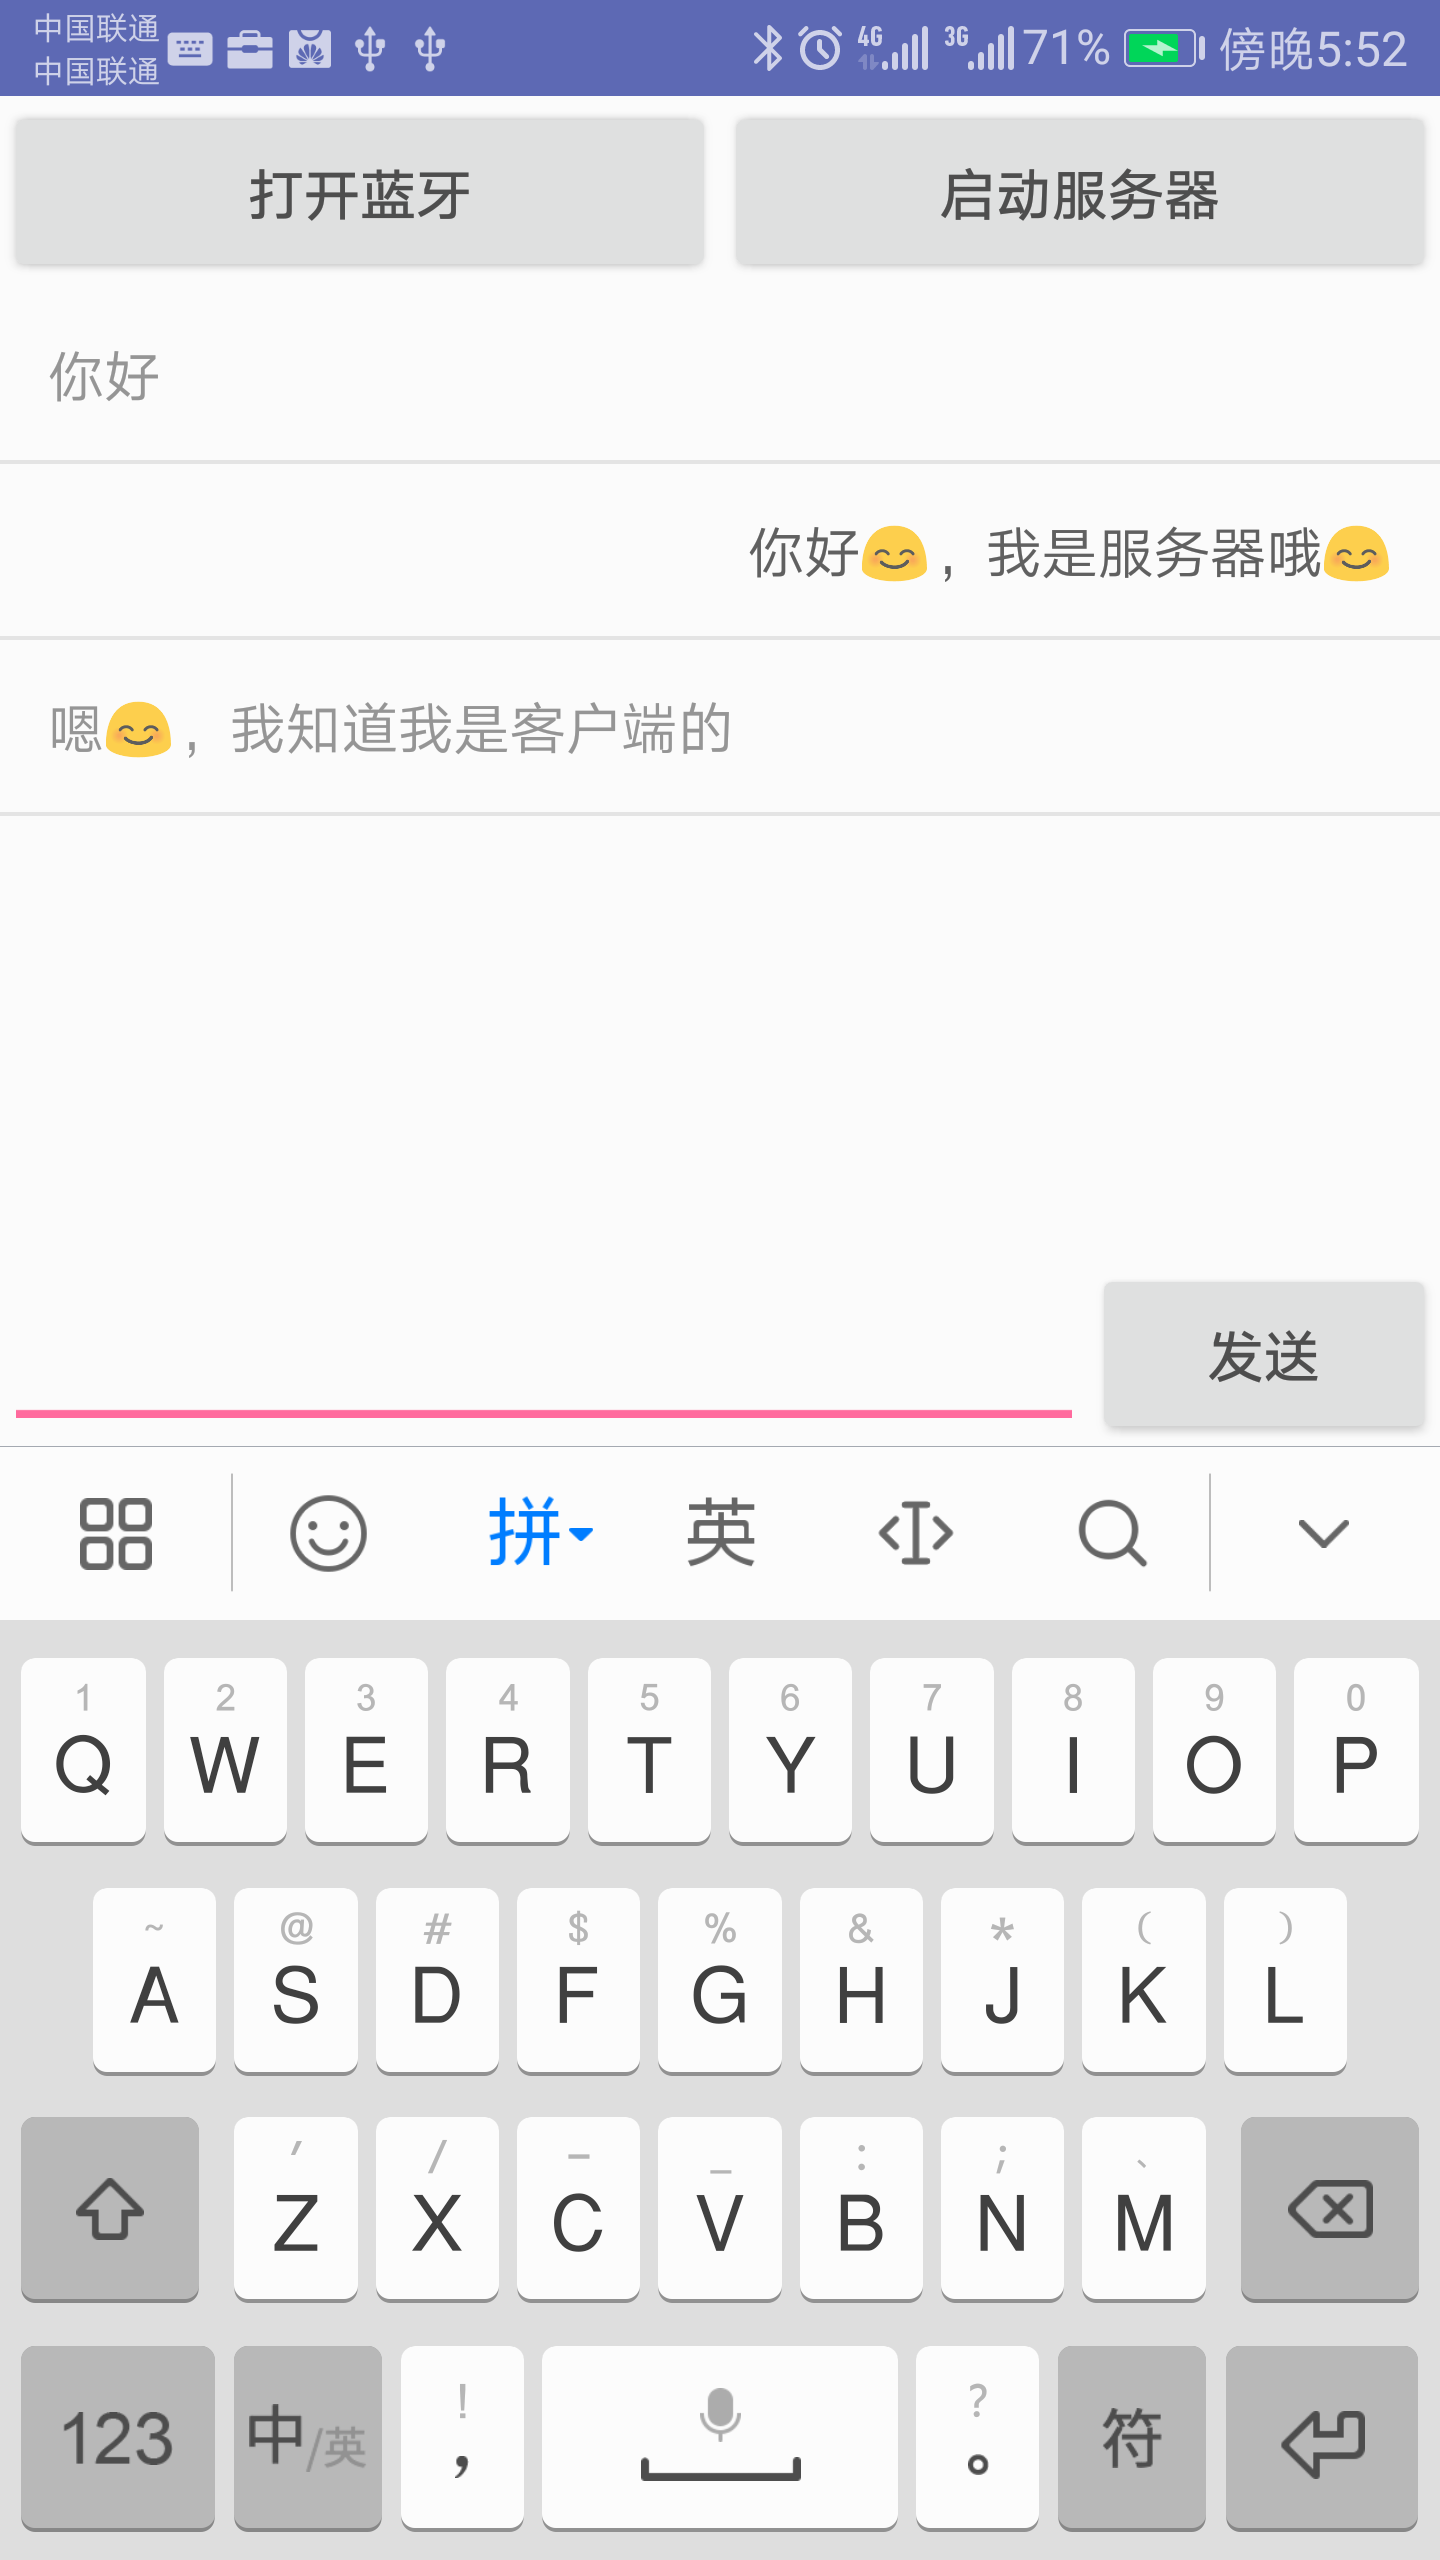 中国联通
中国联通
4G 3G 71% 傍晚5:52
打开蓝牙 启动服务器
你好
你好😊，我是服务器哦😊
嗯😊，我知道我是客户端的
发送
拼 英
1 2 3 4 5 6 7 8 9 0
Q W E R T Y U I O P
~ @ # $ % & * ( )
A S D F G H J K L
′ / − _ : ; 、
Z X C V B N M
! ?
123 中/英 ， 。 符